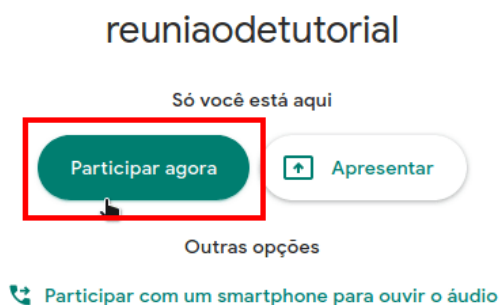 reuniaodetutorial
Só você está aqui
Participar agora
Apresentar
Outras opções
Participar com um smartphone para ouvir o áudio